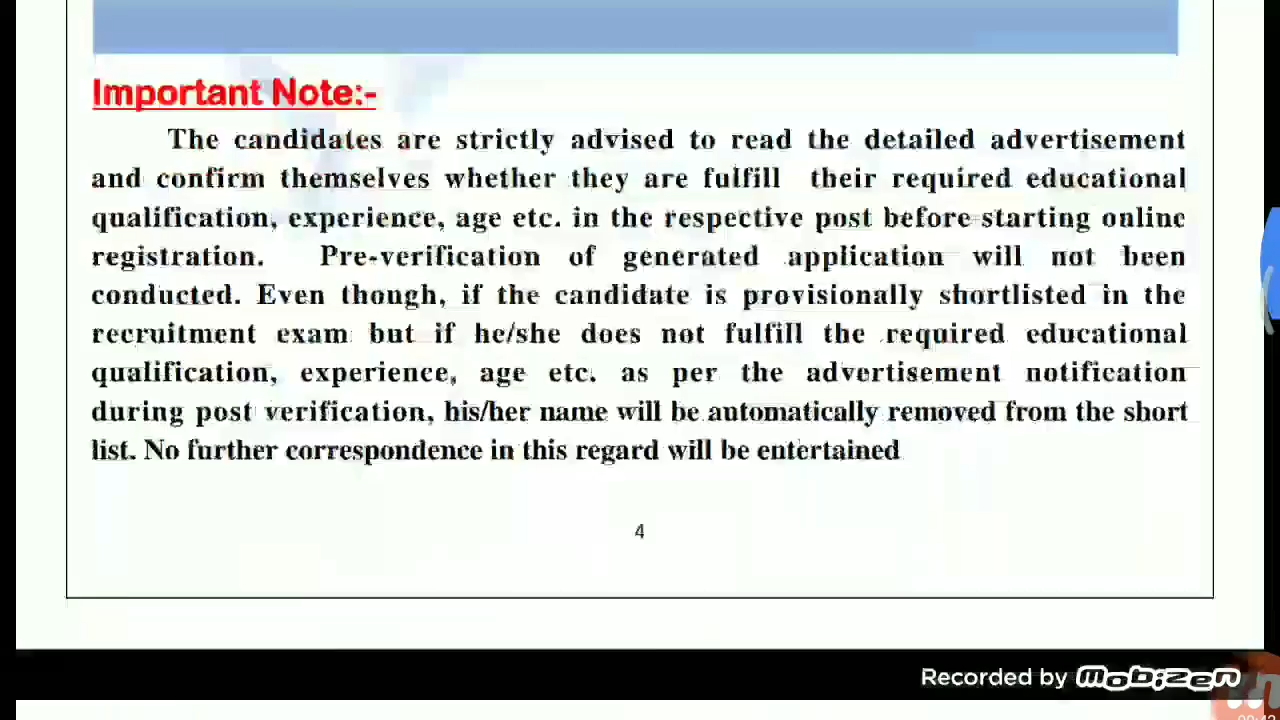 Important Note:-
The candidates are strictly advised to read the detailed advertisement
and confirm themselves whether they are fulfill their required educational
qualification, experience, age etc. in the respective post before starting online
registration. Pre-verification of generated application will not been
conducted. Even though, if the candidate is provisionally shortlisted in the
recruitment exam but if he/she does not fulfill the required educational
qualification, experience, age etc. as per the advertisement notification
during post verification, his/her name will be automatically removed from the short
list. No further correspondence in this regard will be entertained
4
Recorded by mobizen